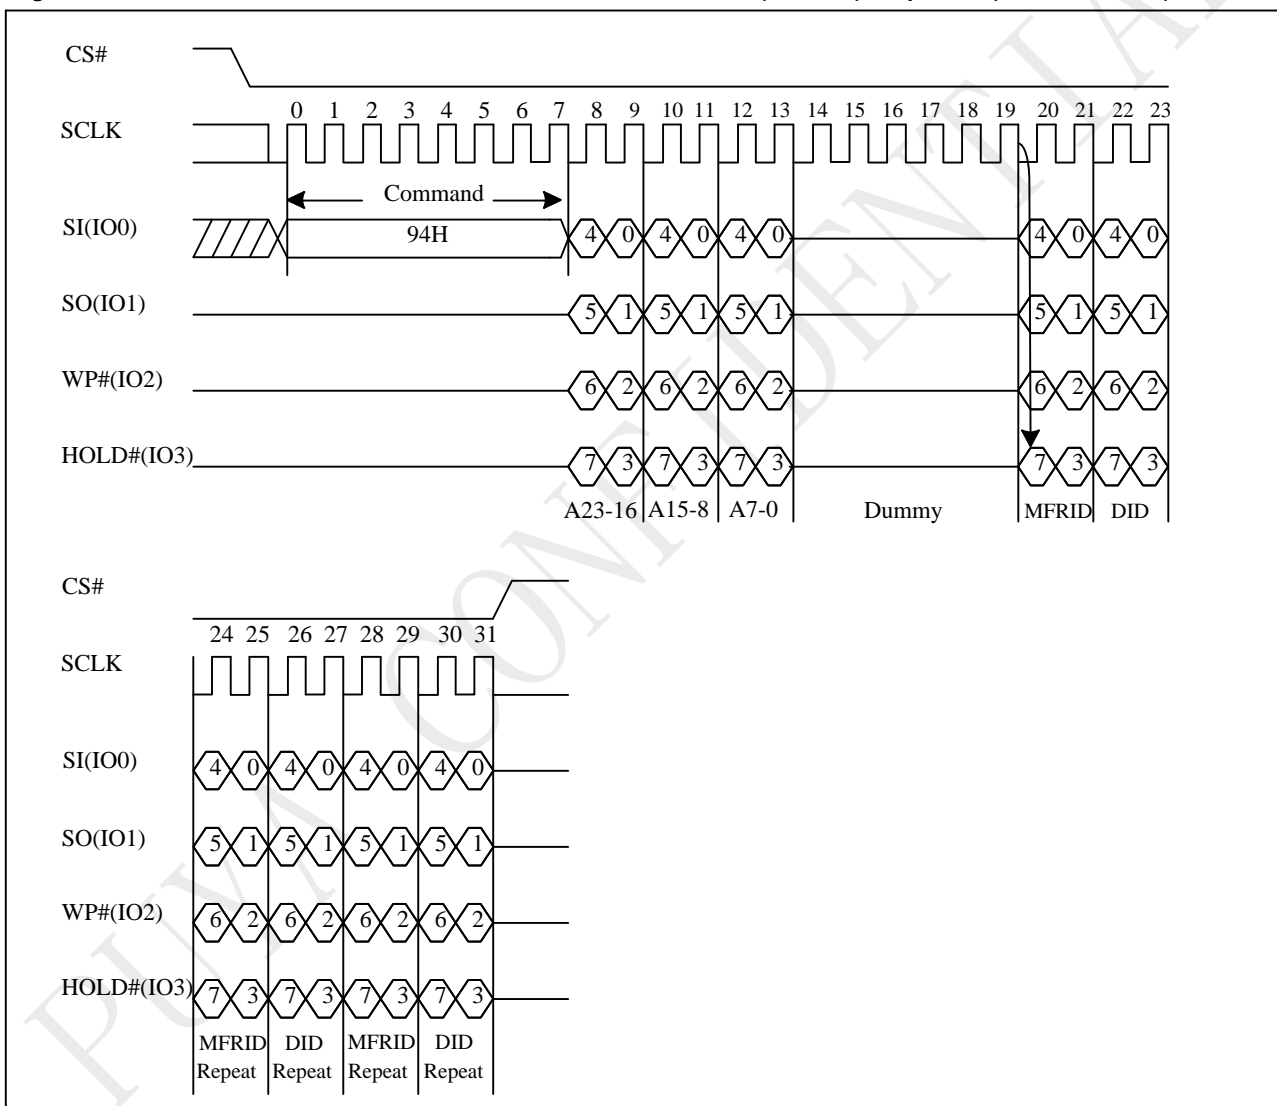 CS#
0 1 2 3 4 5 6 7 8 9 10 11 12 13 14 15 16 17 18 19 20 21 22 23
SCLK
Command
SI(IO0) 94H 4 0 4 0 4 0 4 0 4 0
SO(IO1) 5 1 5 1 5 1 5 1 5 1
WP#(IO2) 6 2 6 2 6 2 6 2 6 2
HOLD#(IO3) 7 3 7 3 7 3 7 3 7 3
A23-16 A15-8 A7-0 Dummy MFRID DID
CS#
24 25 26 27 28 29 30 31
SCLK
SI(IO0) 4 0 4 0 4 0 4 0
SO(IO1) 5 1 5 1 5 1 5 1
WP#(IO2) 6 2 6 2 6 2 6 2
HOLD#(IO3) 7 3 7 3 7 3 7 3
MFRID DID MFRID DID
Repeat Repeat Repeat Repeat
PUYA CONFIDENTIAL